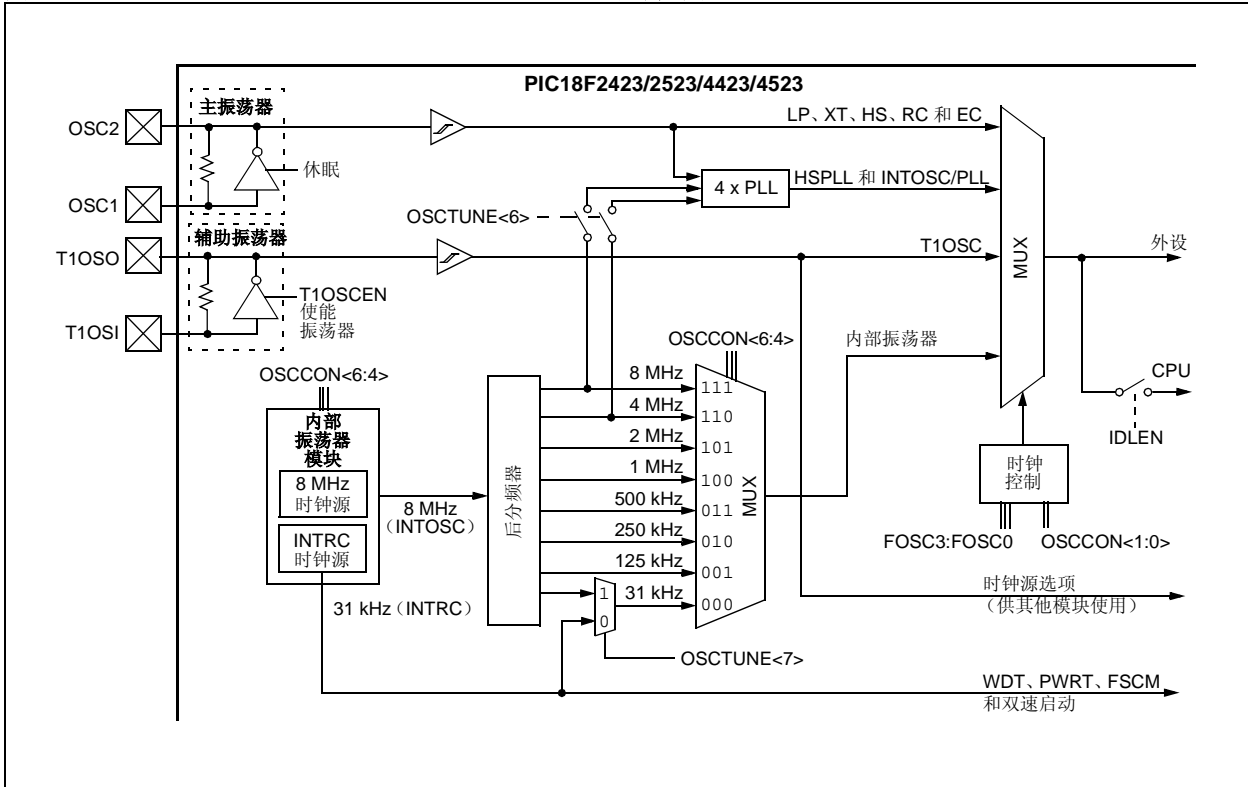 PIC18F2423/2523/4423/4523
主振荡器
OSC2
休眠
OSC1
LP、XT、HS、RC 和 EC
4 x PLL
HSPLL 和 INTOSC/PLL
OSCTUNE<6>
辅助振荡器
T1OSO
T1OSCEN
使能
振荡器
T1OSI
T1OSC
MUX
外设
内部振荡器
CPU
IDLEN
时钟
控制
FOSC3:FOSC0
OSCCON<1:0>
OSCCON<6:4>
内部
振荡器
模块
8 MHz
时钟源
INTRC
时钟源
8 MHz
（INTOSC）
31 kHz（INTRC）
后分频器
OSCCON<6:4>
8 MHz
111
4 MHz
110
2 MHz
101
1 MHz
100
500 kHz
011
250 kHz
010
125 kHz
001
31 kHz
000
MUX
1
0
OSCTUNE<7>
时钟源选项
（供其他模块使用）
WDT、PWRT、FSCM
和双速启动